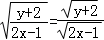 √((y+2)/(2x-1)) = √(y+2)/√(2x-1)